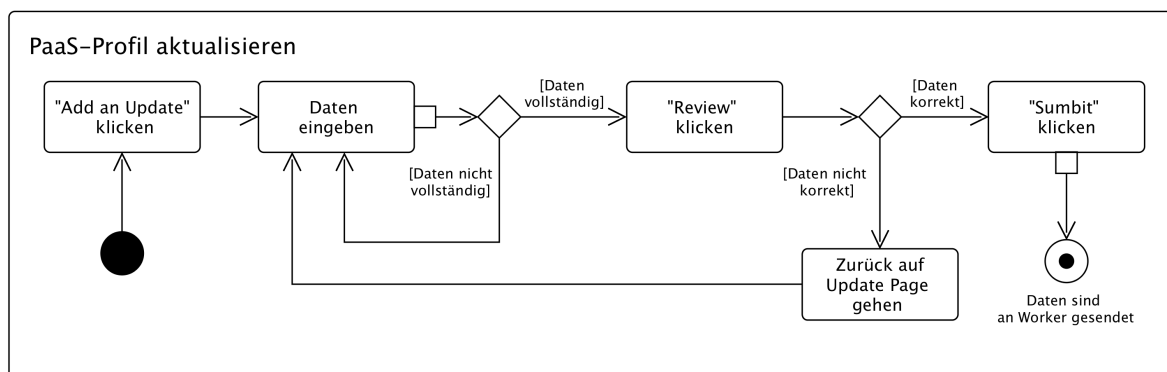 PaaS-Profil aktualisieren
"Add an Update"
klicken
Daten
eingeben
[Daten
vollständig]
[Daten nicht
vollständig]
"Review"
klicken
[Daten
korrekt]
[Daten nicht
korrekt]
"Sumbit"
klicken
Zurück auf
Update Page
gehen
Daten sind
an Worker gesendet